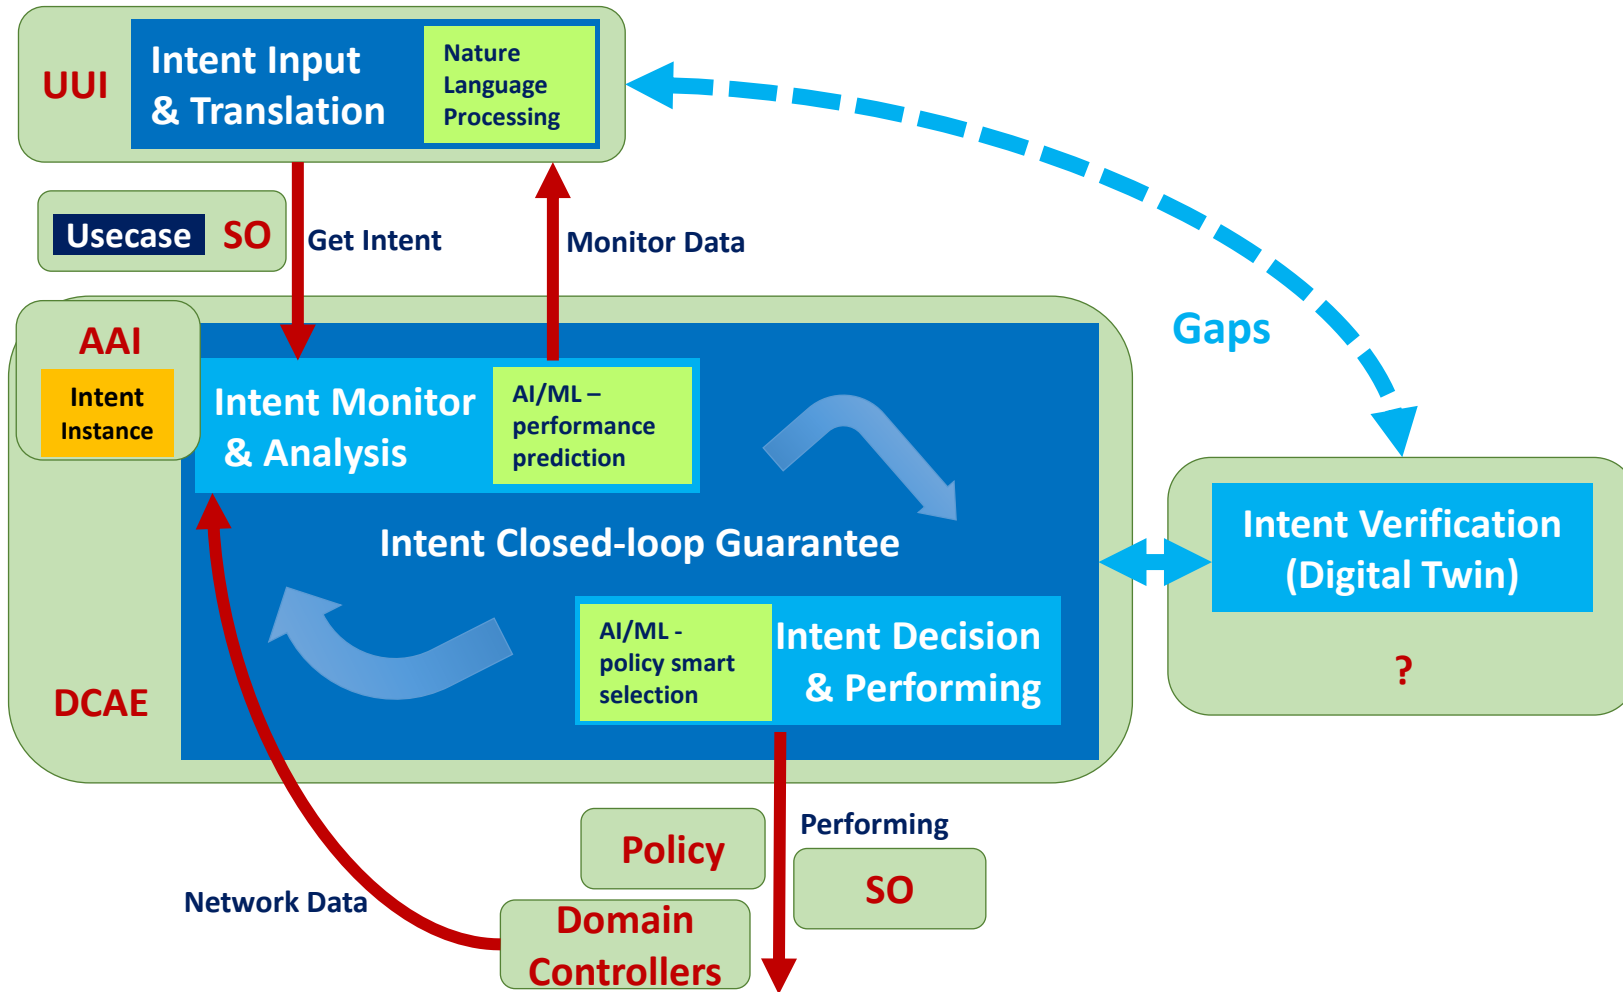 UUI
Intent Input
& Translation
Nature
Language
Processing
Usecase
SO
Get Intent
Monitor Data
Gaps
AAI
Intent
Instance
Intent Monitor
& Analysis
AI/ML –
performance
prediction
Intent Closed-loop Guarantee
Intent Verification
(Digital Twin)
?
AI/ML -
policy smart
selection
Intent Decision
& Performing
DCAE
Performing
Policy
SO
Network Data
Domain
Controllers